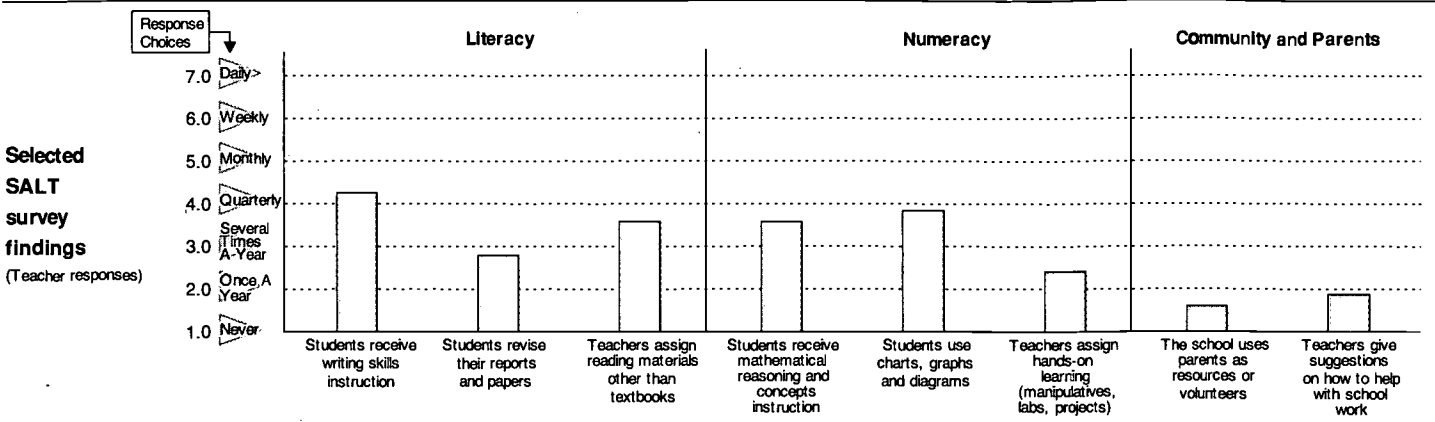 Response
Choices
Literacy
Numeracy
Community and Parents
Selected
SALT
survey
findings
(Teacher responses)
7.0 Daily>
6.0 Weekly
5.0 Monthly
4.0 Quarterly
Several
Times
3.0 A-Year
Once A
2.0 Year
1.0 Never
Students receive
writing skills
instruction
Students revise
their reports
and papers
Teachers assign
reading materials
other than
textbooks
Students receive
mathematical
reasoning and
concepts
instruction
Students use
charts, graphs
and diagrams
Teachers assign
hands-on
learning
(manipulatives,
labs, projects)
The school uses
parents as
resources or
volunteers
Teachers give
suggestions
on how to help
with school
work